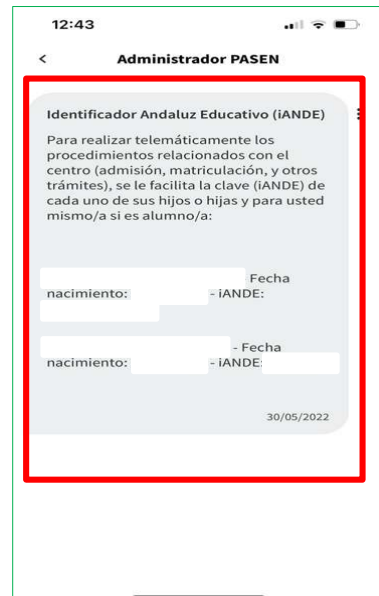 12:43
Administrador PASEN
Identificador Andaluz Educativo (iANDE)
Para realizar telemáticamente los
procedimientos relacionados con el
centro (admisión, matriculación, y otros
trámites), se le facilita la clave (iANDE) de
cada uno de sus hijos o hijas y para usted
mismo/a si es alumno/a:
- Fecha
nacimiento: - iANDE:
- Fecha
nacimiento: - iANDE:
30/05/2022